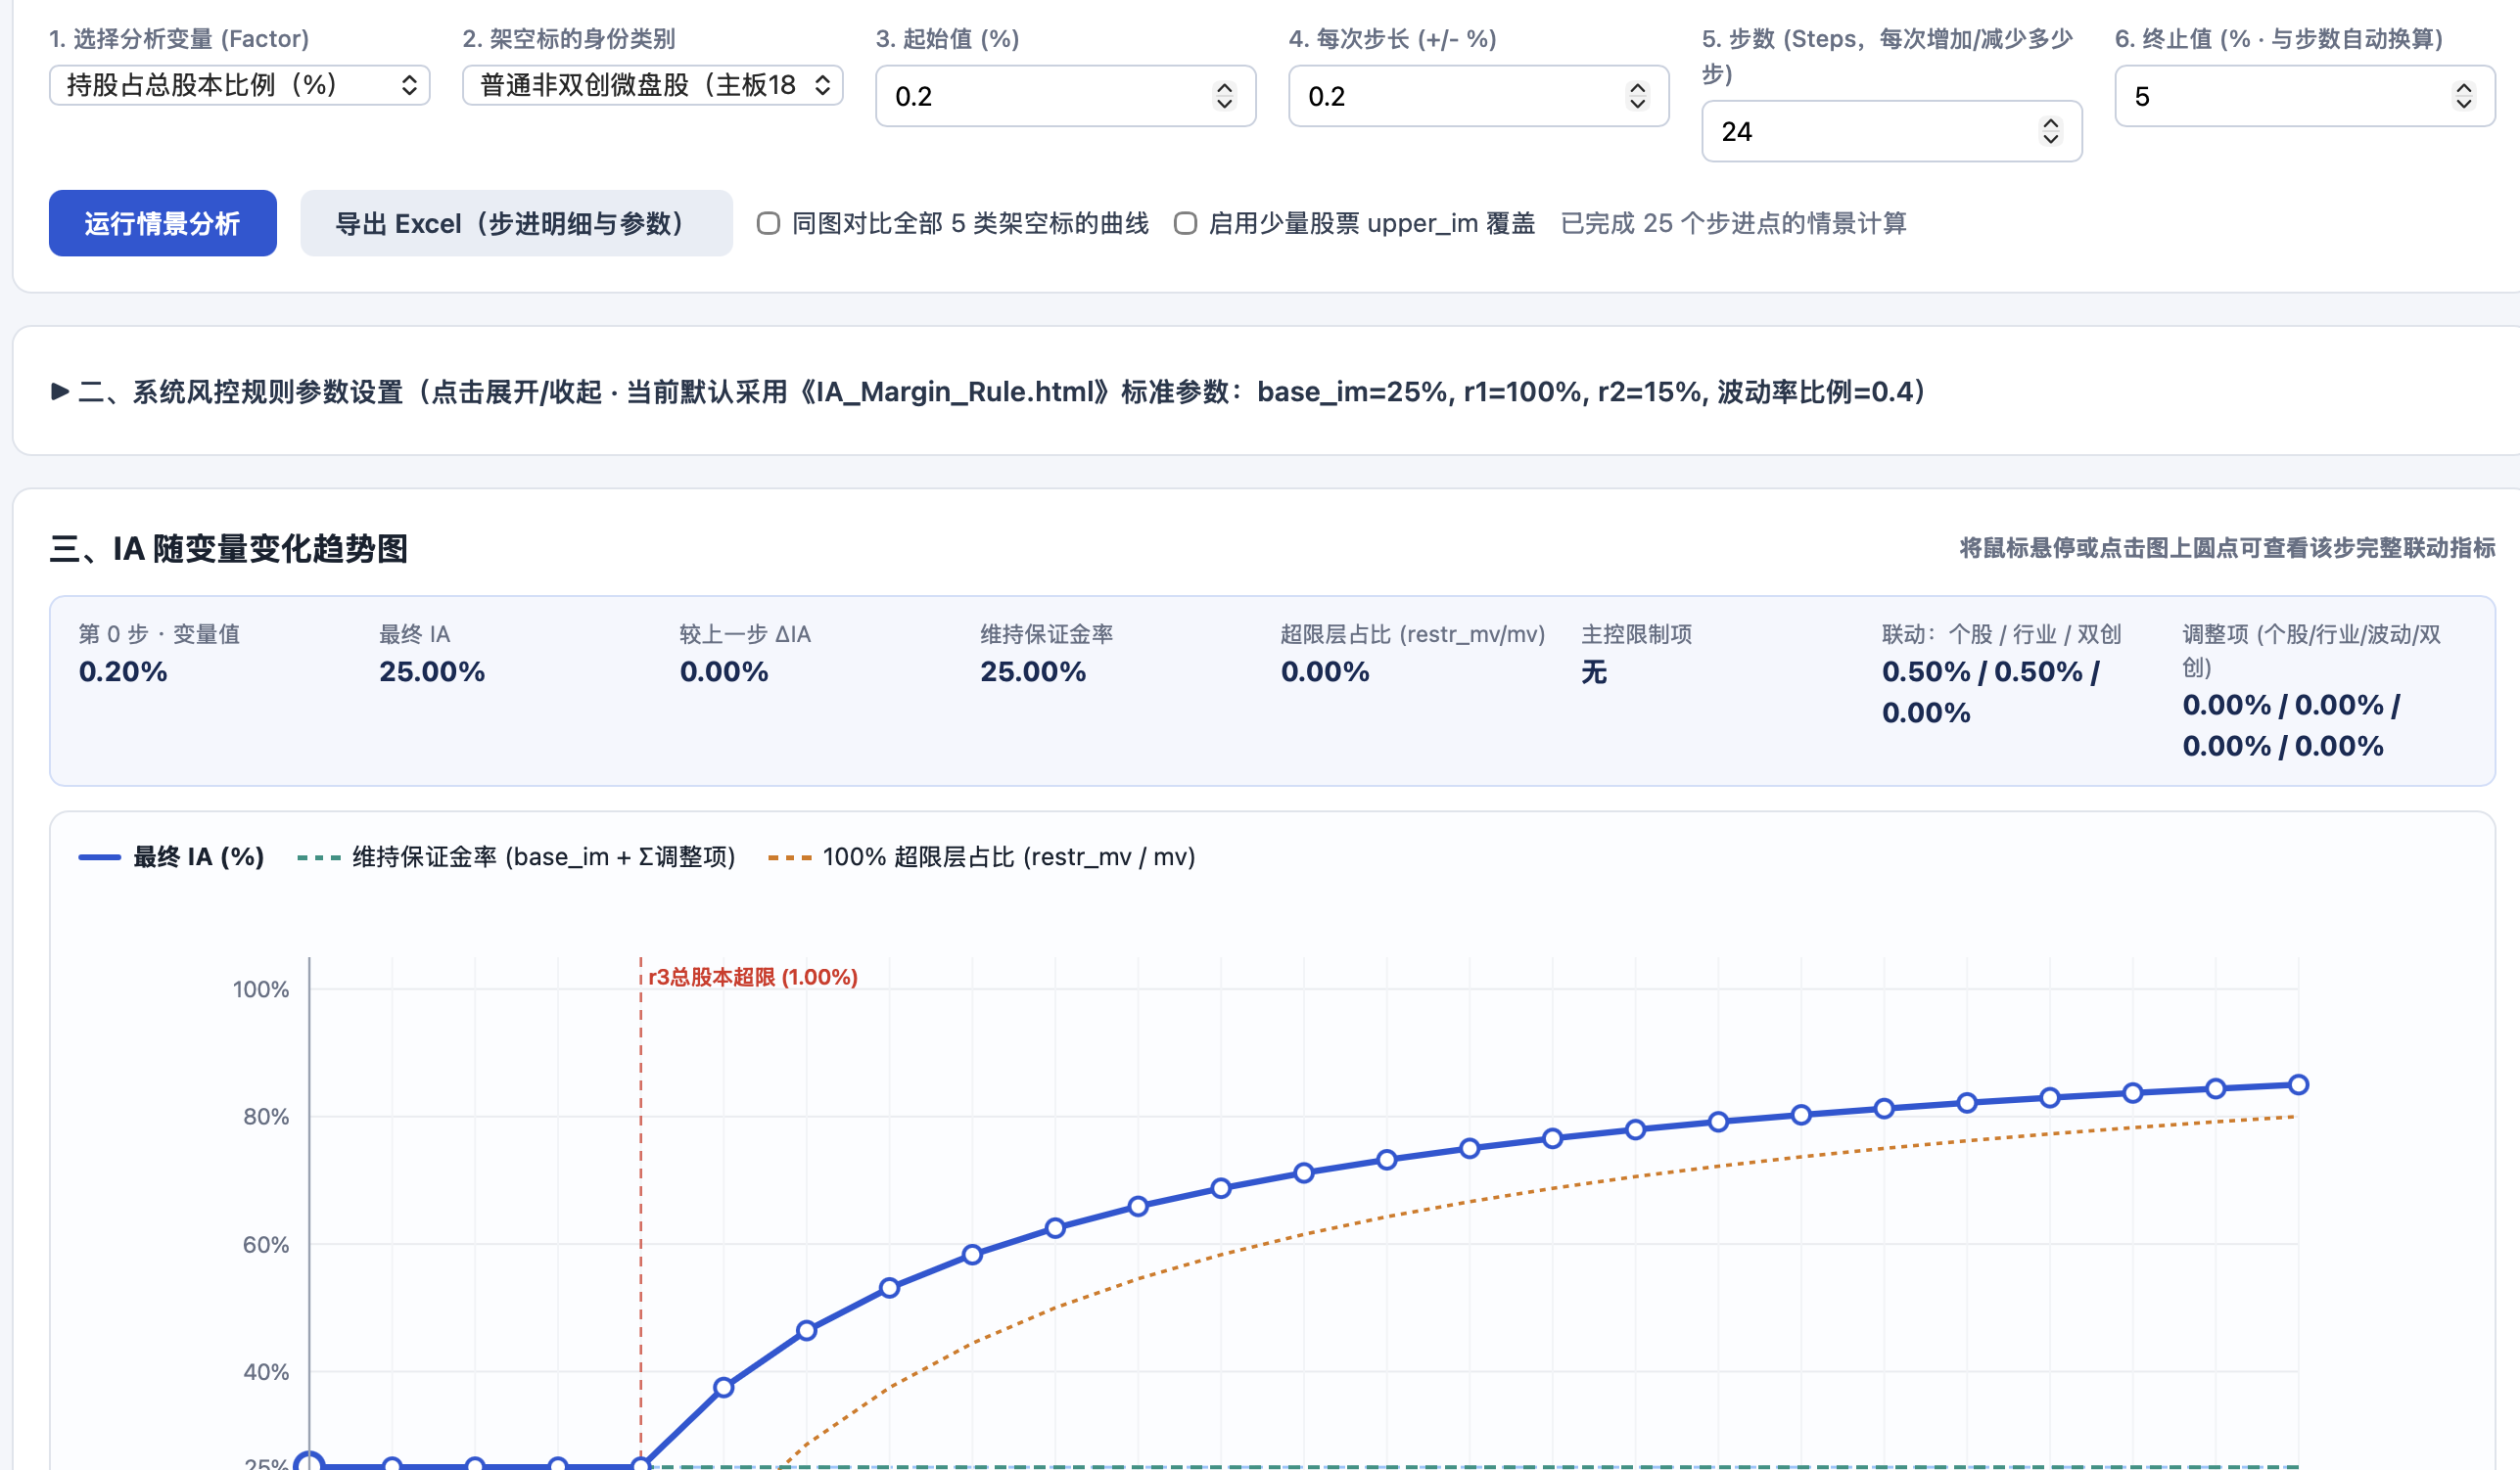 1. 选择分析变量 (Factor)
2. 架空标的身份类别
3. 起始值 (%)
4. 每次步长 (+/- %)
5. 步数 (Steps，每次增加/减少多少
步)
6. 终止值 (% · 与步数自动换算)
持股占总股本比例（%）
普通非双创微盘股（主板18
0.2
0.2
24
5
运行情景分析
导出 Excel（步进明细与参数）
同图对比全部 5 类架空标的曲线
启用少量股票 upper_im 覆盖
已完成 25 个步进点的情景计算
▶ 二、系统风控规则参数设置（点击展开/收起 · 当前默认采用《IA_Margin_Rule.html》标准参数：base_im=25%, r1=100%, r2=15%, 波动率比例=0.4）
三、IA 随变量变化趋势图
将鼠标悬停或点击图上圆点可查看该步完整联动指标
第 0 步 · 变量值
0.20%
最终 IA
25.00%
较上一步 ΔIA
0.00%
维持保证金率
25.00%
超限层占比 (restr_mv/mv)
0.00%
主控限制项
无
联动：个股 / 行业 / 双创
0.50% / 0.50% /
0.00%
调整项 (个股/行业/波动/双
创)
0.00% / 0.00% /
0.00% / 0.00%
最终 IA (%)
维持保证金率 (base_im + Σ调整项)
100% 超限层占比 (restr_mv / mv)
r3总股本超限 (1.00%)
100%
80%
60%
40%
25%